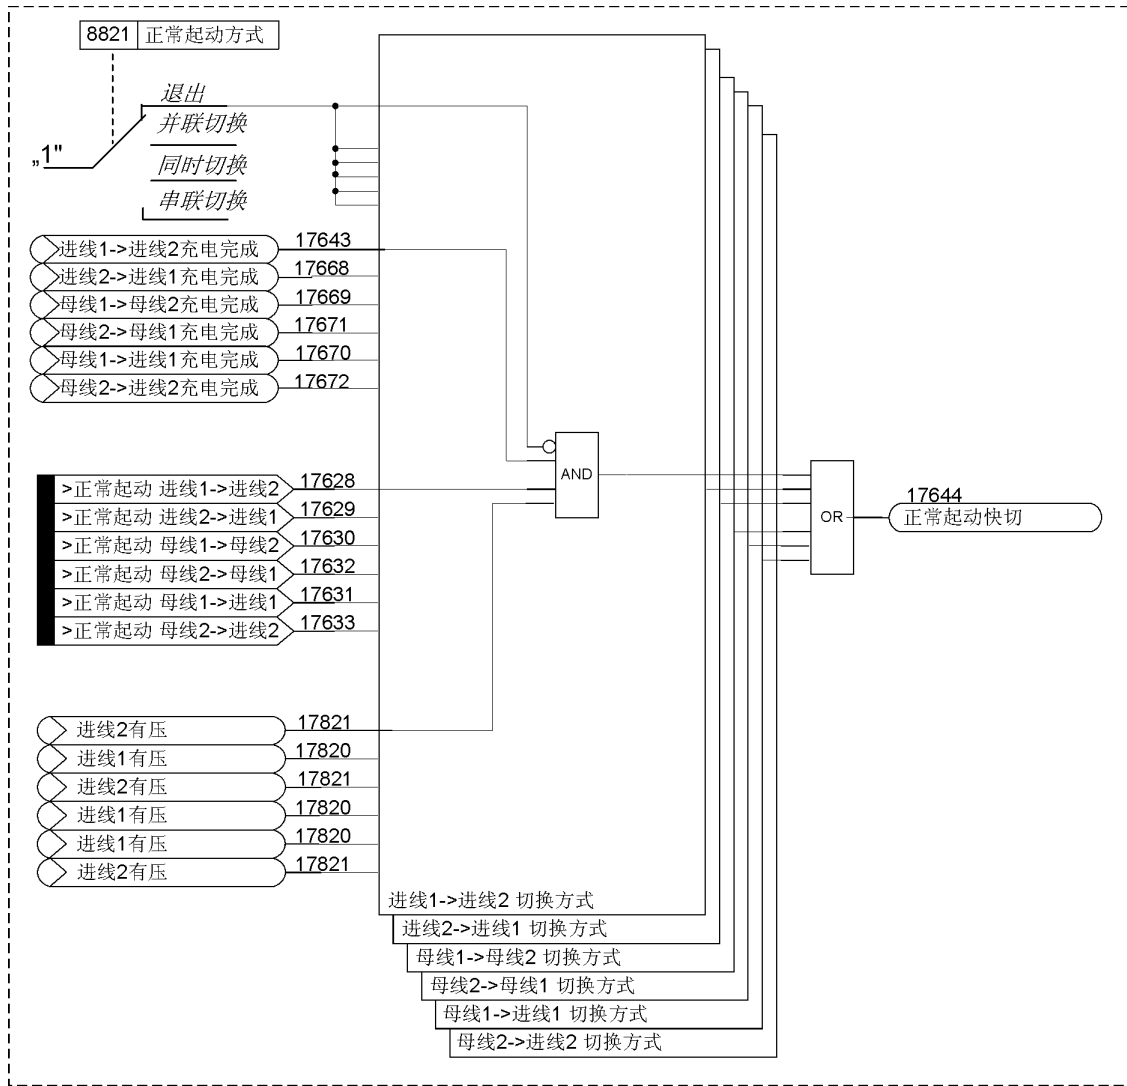 8821 正常起动方式
退出
并联切换
„1"
同时切换
串联切换
进线1->进线2充电完成 17643
进线2->进线1充电完成 17668
母线1->母线2充电完成 17669
母线2->母线1充电完成 17671
母线1->进线1充电完成 17670
母线2->进线2充电完成 17672
AND
>正常起动 进线1->进线2 17628
>正常起动 进线2->进线1 17629
>正常起动 母线1->母线2 17630
>正常起动 母线2->母线1 17632
>正常起动 母线1->进线1 17631
>正常起动 母线2->进线2 17633
OR
17644
正常起动快切
进线2有压 17821
进线1有压 17820
进线2有压 17821
进线1有压 17820
进线1有压 17820
进线2有压 17821
进线1->进线2 切换方式
进线2->进线1 切换方式
母线1->母线2 切换方式
母线2->母线1 切换方式
母线1->进线1 切换方式
母线2->进线2 切换方式